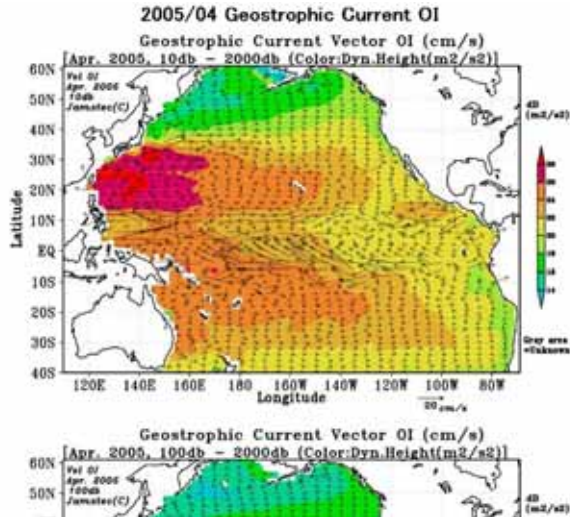 2005/04 Geostrophic Current OI
Geostrophic Current Vector OI (cm/s)
[Apr. 2005, 10db - 2000db (Color:Dyn.Height(m2/s2)]
Vel OI
Apr. 2005
10db
Jamstec(C)
60N
50N
40N
30N
20N
10N
EQ
10S
20S
30S
40S
Latitude
120E 140E 160E 180 160W 140W 120W 100W 80W
Longitude
20 cm/s
dD
(m2/s2)
Gray area
=Unknown
Geostrophic Current Vector OI (cm/s)
[Apr. 2005, 100db - 2000db (Color:Dyn.Height(m2/s2)]
Vel OI
Apr. 2005
100db
Jamstec(C)
60N
50N
dD
(m2/s2)